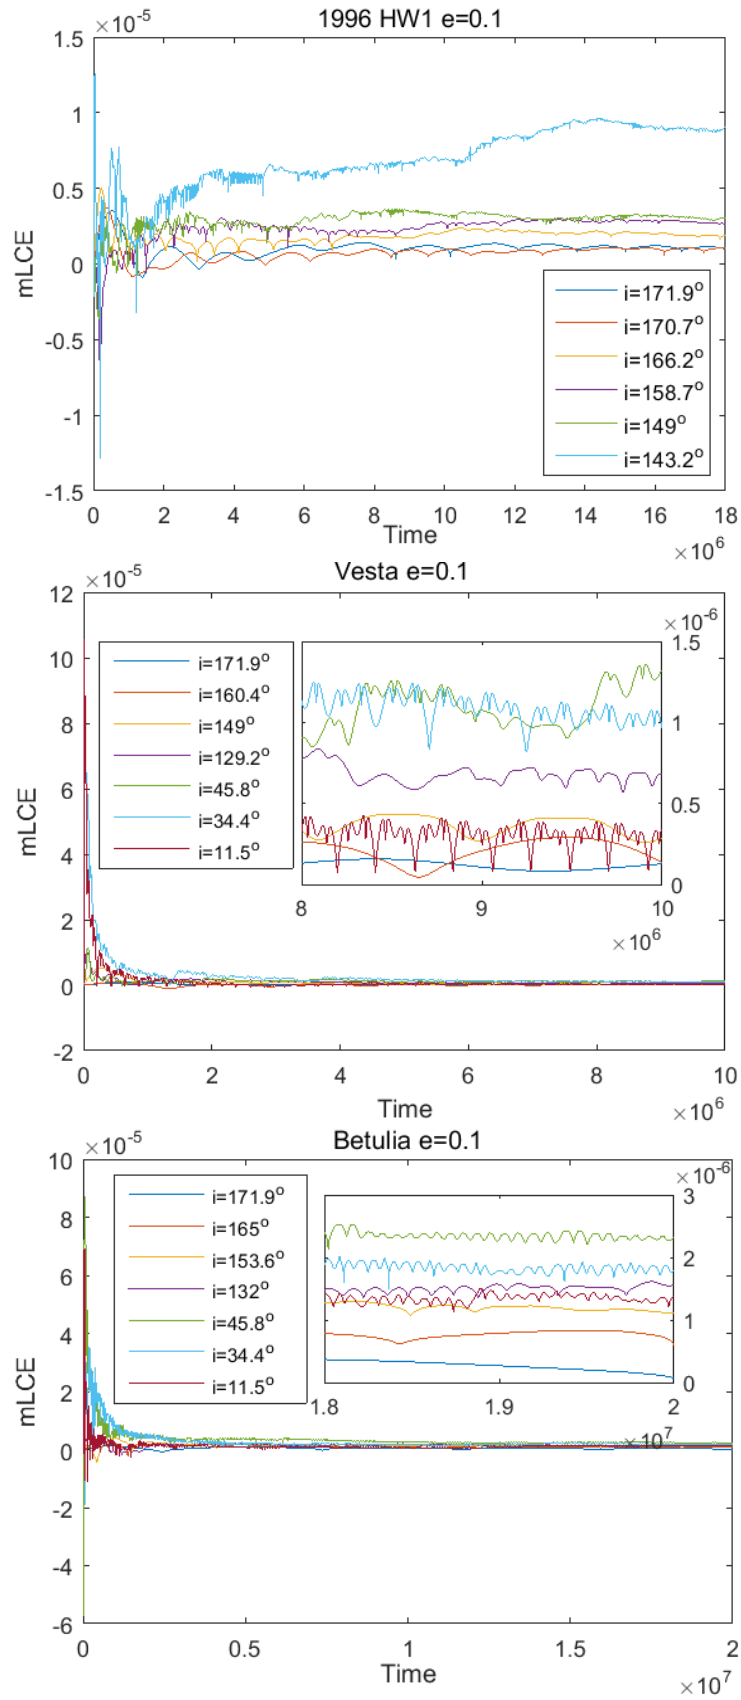 1996 HW1 e=0.1
×10⁻⁵
1.5
1
0.5
0
-0.5
-1
-1.5
mLCE
i=171.9°
i=170.7°
i=166.2°
i=158.7°
i=149°
i=143.2°
0 2 4 6 8 10 12 14 16 18
Time
×10⁶
Vesta e=0.1
×10⁻⁵
12
10
8
6
4
2
0
-2
mLCE
i=171.9°
i=160.4°
i=149°
i=129.2°
i=45.8°
i=34.4°
i=11.5°
×10⁻⁶
1.5
1
0.5
0
8 9 10
×10⁶
0 2 4 6 8 10
Time
×10⁶
Betulia e=0.1
×10⁻⁵
10
8
6
4
2
0
-2
-4
-6
mLCE
i=171.9°
i=165°
i=153.6°
i=132°
i=45.8°
i=34.4°
i=11.5°
×10⁻⁶
3
2
1
0
1.8 1.9 2
×10⁷
0 0.5 1 1.5 2
Time
×10⁷